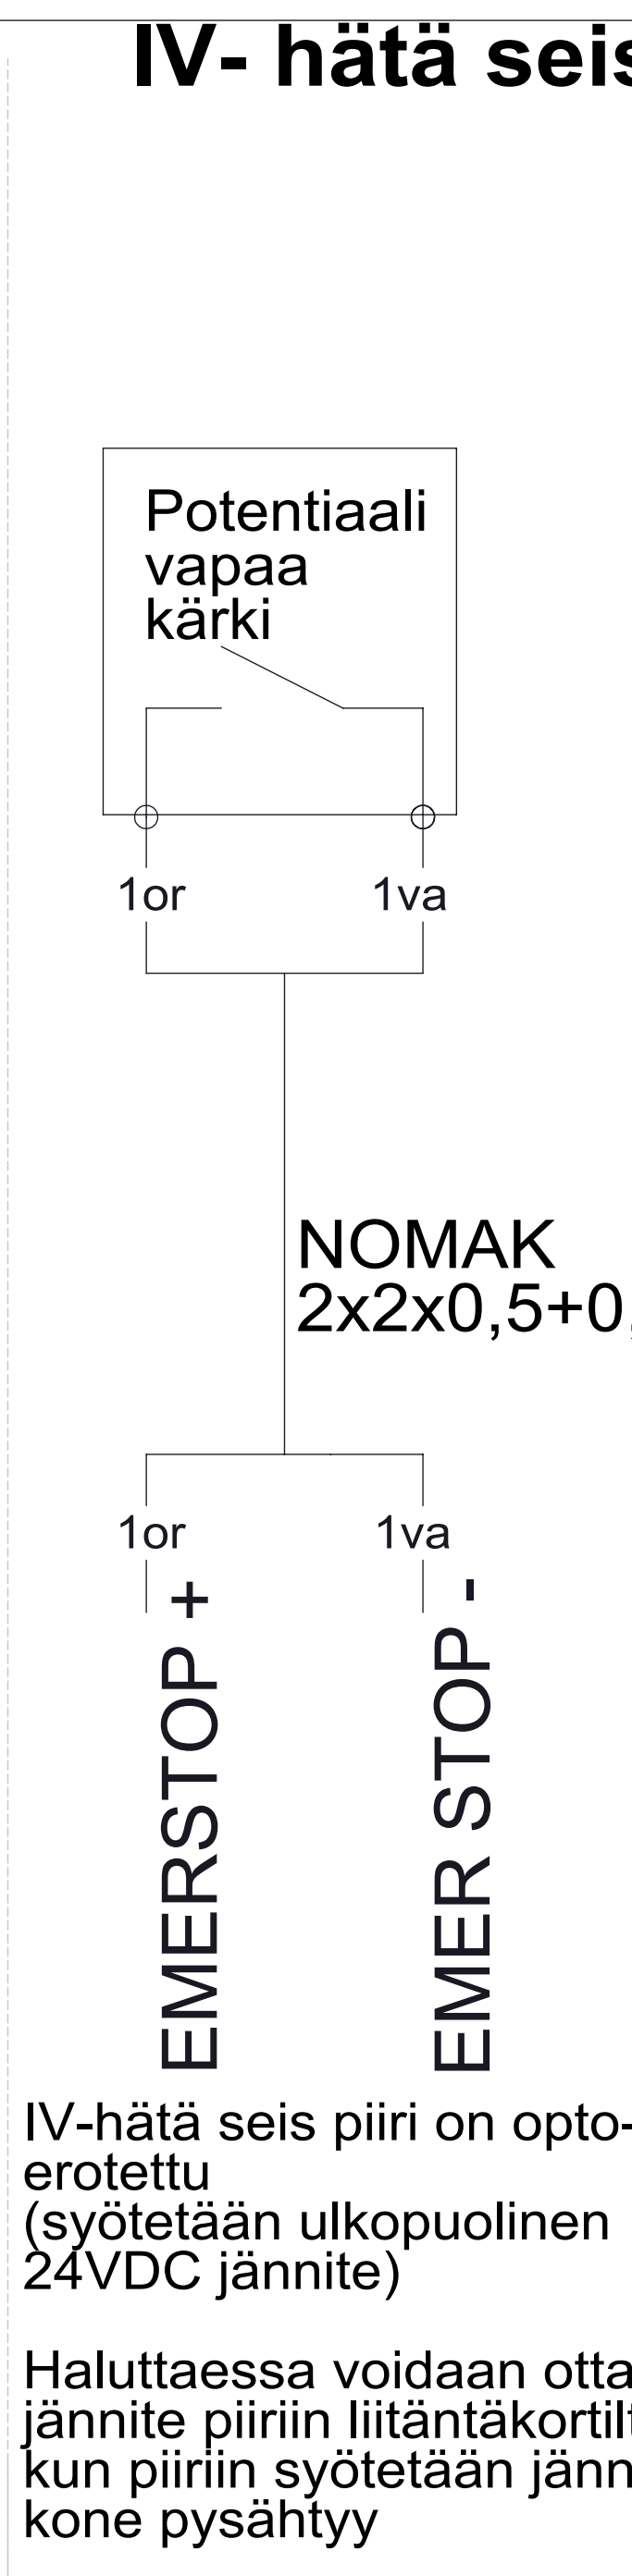 IV- hätä seis
Potentiaali
vapaa
kärki
1or
1va
NOMAK
2x2x0,5+0,
1or
1va
EMERSTOP +
EMER STOP -
IV-hätä seis piiri on opto-
erotettu
(syötetään ulkopuolinen
24VDC jännite)
Haluttaessa voidaan otta
jännite piiriin liitäntäkortilt
kun piiriin syötetään jänn
kone pysähtyy